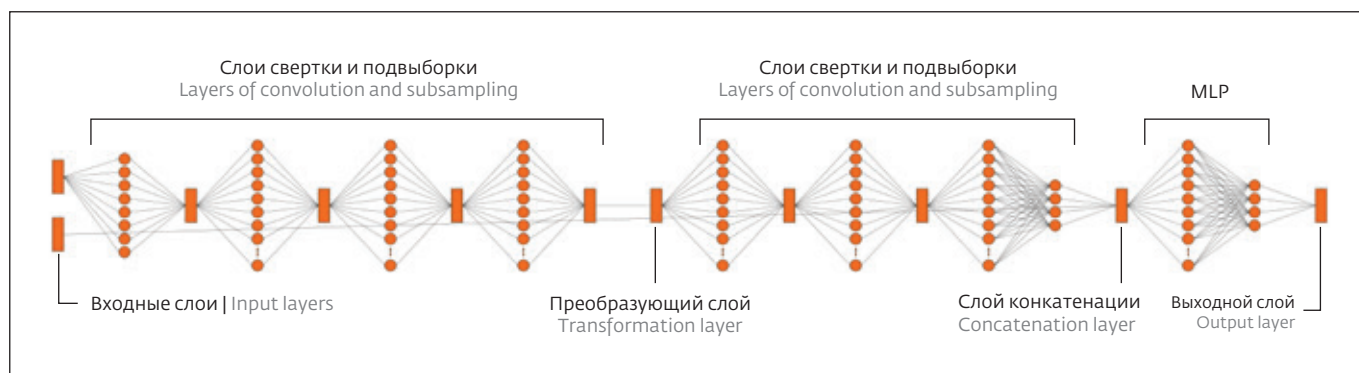 Слои свертки и подвыборки
Layers of convolution and subsampling
Слои свертки и подвыборки
Layers of convolution and subsampling
MLP
Входные слои | Input layers
Преобразующий слой
Transformation layer
Слой конкатенации
Concatenation layer
Выходной слой
Output layer